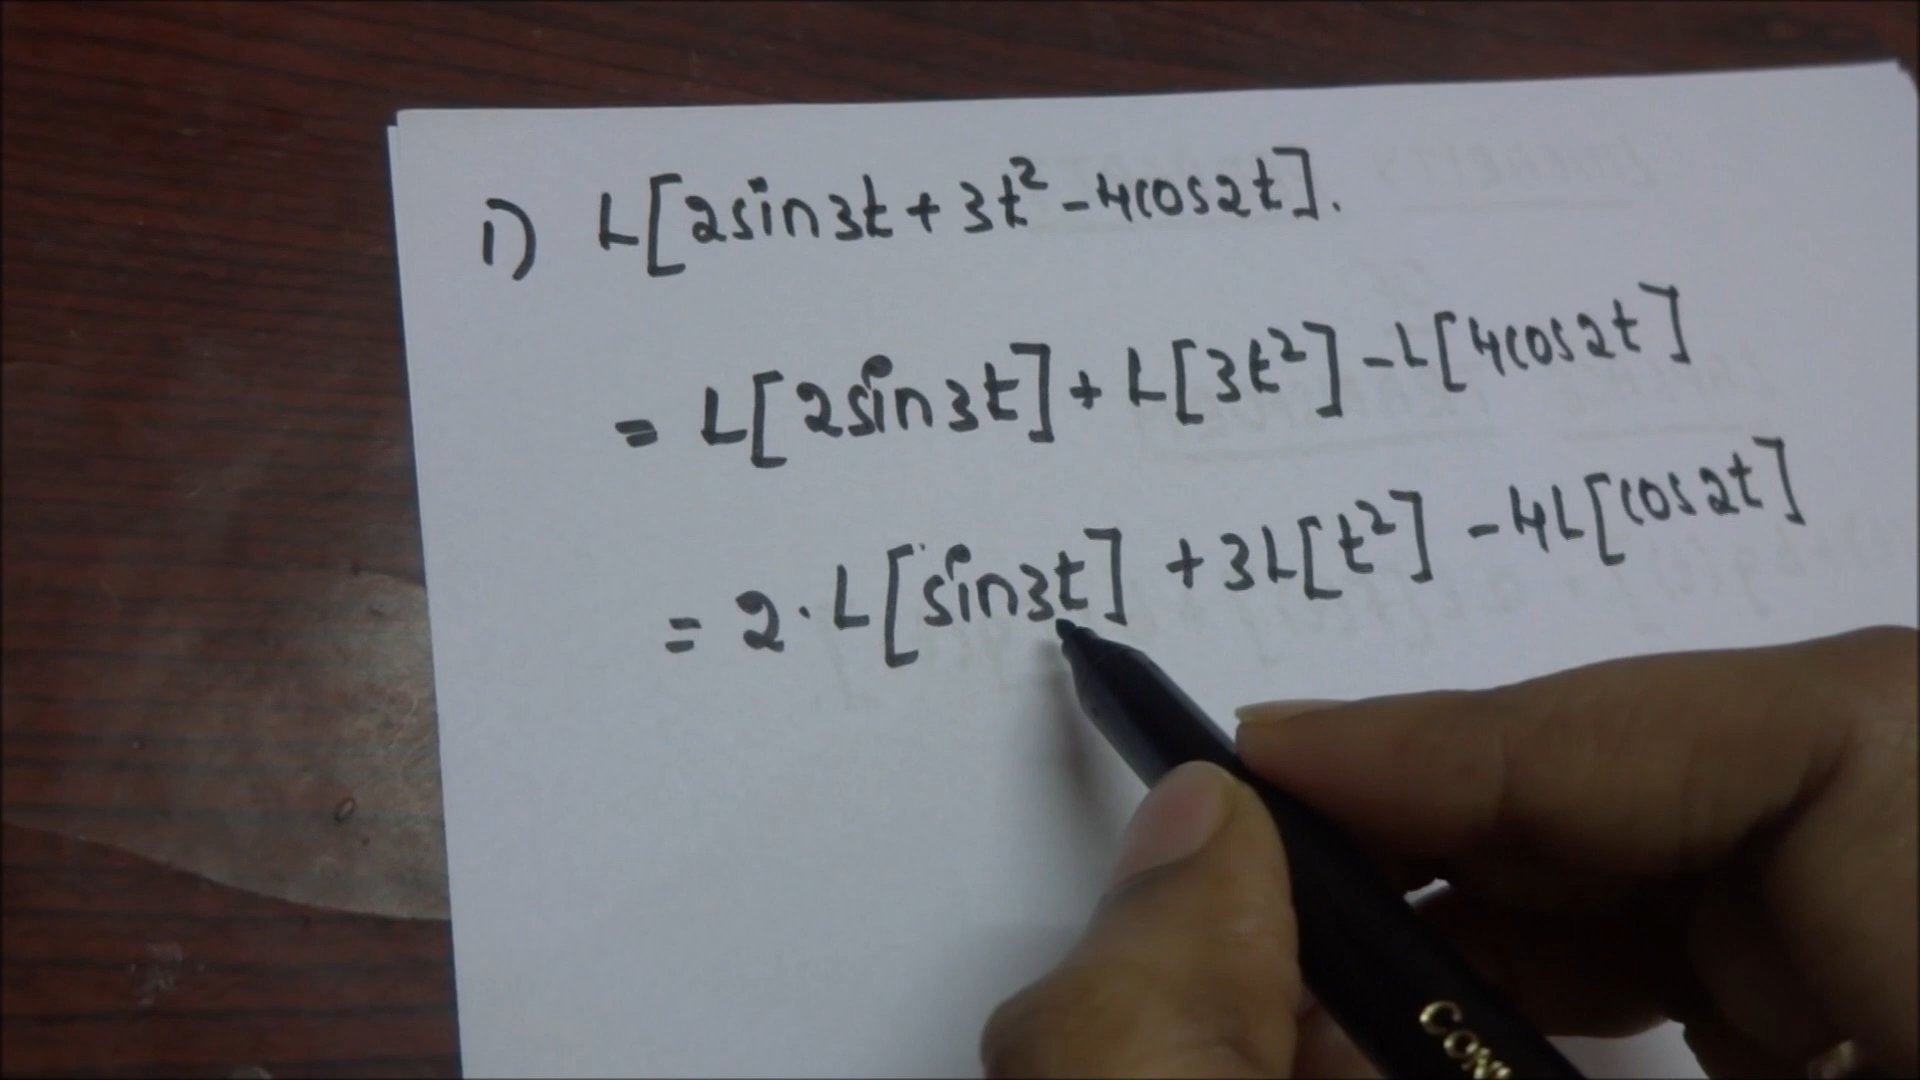 1) L[2sin3t + 3t² - 4cos2t].
= L[2sin3t] + L[3t²] - L[4cos2t]
= 2. L[sin3t] + 3L[t²] - 4L[cos2t]